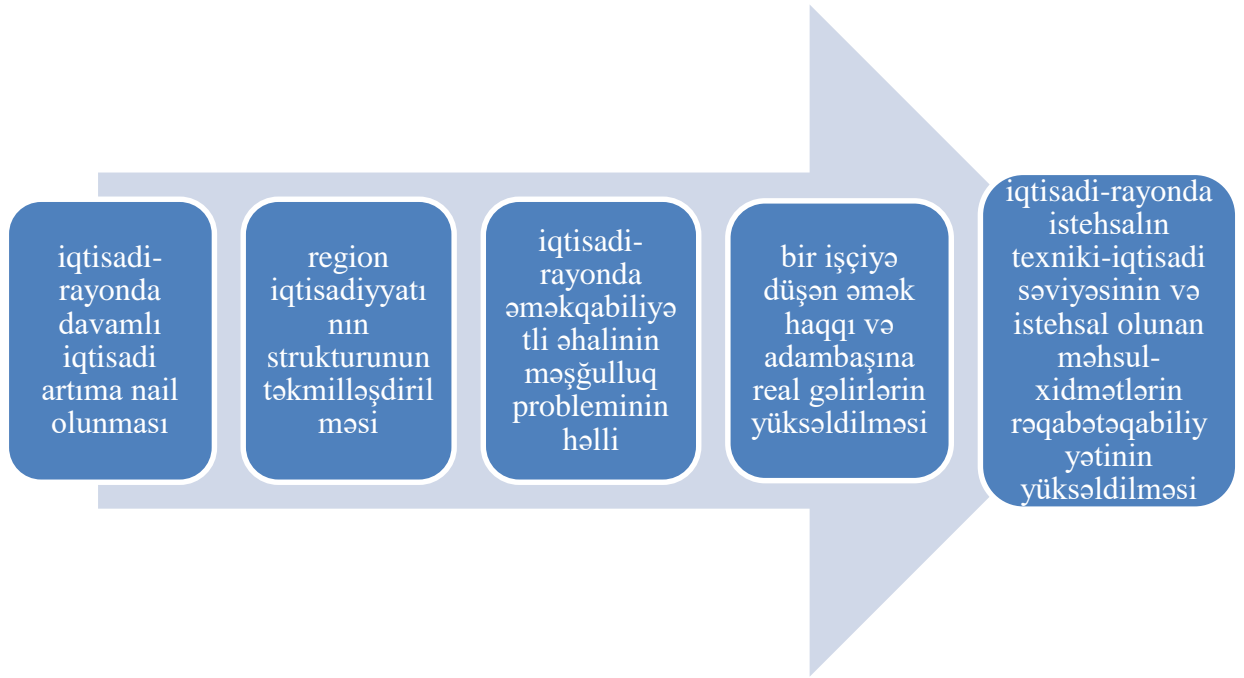 iqtisadi-
rayonda
davamlı
iqtisadi
artıma nail
olunması
region
iqtisadiyyatı
nın
strukturunun
təkmilləşdiril
məsi
iqtisadi-
rayonda
əməkqabiliyə
tli əhalinin
məşğulluq
probleminin
həlli
bir işçiyə
düşən əmək
haqqı və
adambaşına
real gəlirlərin
yüksəldilməsi
iqtisadi-rayonda
istehsalın
texniki-iqtisadi
səviyəsinin və
istehsal olunan
məhsul-
xidmətlərin
rəqabətəqabiliy
yətinin
yüksəldilməsi